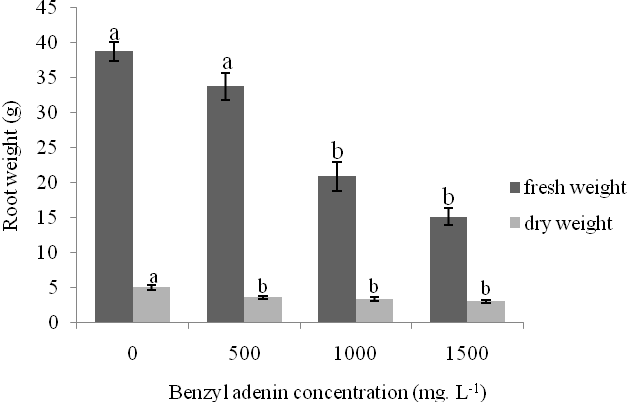 45
40
35
30
25
20
15
10
5
0
Root weight (g)
a
a
b
b
a
b
b
b
fresh weight
dry weight
0 500 1000 1500
Benzyl adenin concentration (mg. L⁻¹)